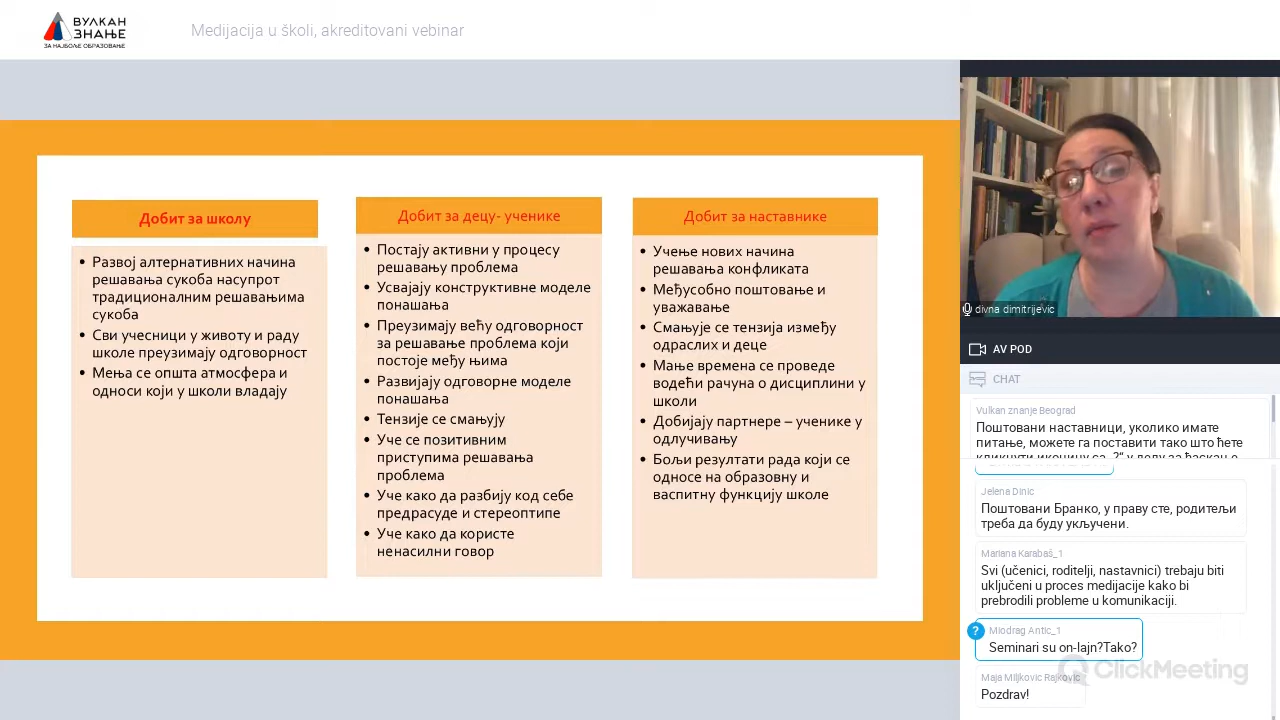 ВУЛКАН
ЗНАЊЕ
ЗА НАЈБОЉЕ ОБРАЗОВАЊЕ
Medijacija u školi, akreditovani vebinar
Добит за школу
• Развој алтернативних начина
решавања сукоба насупрот
традиционалним решавањима
сукоба
• Сви учесници у животу и раду
школе преузимају одговорност
• Мења се општа атмосфера и
односи који у школи владају
Добит за децу- ученике
• Постају активни у процесу
решавању проблема
• Усвајају конструктивне моделе
понашања
• Преузимају већу одговорност
за решавање проблема који
постоје међу њима
• Развијају одговорне моделе
понашања
• Тензије се смањују
• Уче се позитивним
приступима решавања
проблема
• Уче како да разбију код себе
предрасуде и стереоптипе
• Уче како да користе
ненасилни говор
Добит за наставнике
• Учење нових начина
решавања конфликата
• Међусобно поштовање и
уважавање
• Смањује се тензија између
одраслих и деце
• Мање времена се проведе
водећи рачуна о дисциплини у
школи
• Добијају партнере – ученике у
одлучивању
• Бољи резултати рада који се
односе на образовну и
васпитну функцију школе
divna dimitrijevic
AV POD
CHAT
Vulkan znanje Beograd
Поштовани наставници, уколико имате
питање, можете га поставити тако што ћете
кликнути иконицу са „?“ у делу за ћаскање
Jelena Dinic
Поштовани Бранко, у праву сте, родитељи
треба да буду укључени.
Mariana Karabaš_1
Svi (učenici, roditelji, nastavnici) trebaju biti
uključeni u proces medijacije kako bi
prebrodili probleme u komunikaciji.
?
Miodrag Antic_1
Seminari su on-lajn?Tako?
ClickMeeting
Maja Miljkovic Rajkovic
Pozdrav!